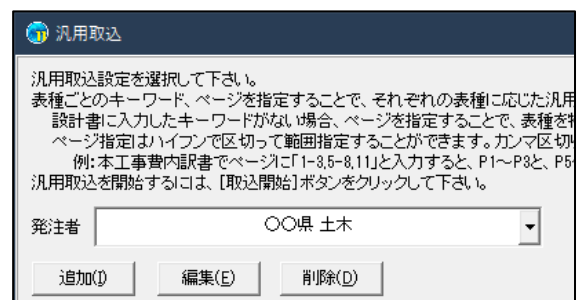 汎用取込
汎用取込設定を選択して下さい。
表種ごとのキーワード、ページを指定することで、それぞれの表種に応じた汎用
設計書に入力したキーワードがない場合、ページを指定することで、表種を
ページ指定はハイフンで区切って範囲指定することができます。カンマ区切
例:本工事費内訳書でページに「1-3,5-8,11」と入力すると、P1～P3と、P5
汎用取込を開始するには、[取込開始]ボタンをクリックして下さい。
発注者 〇〇県 土木
追加(I) 編集(E) 削除(D)